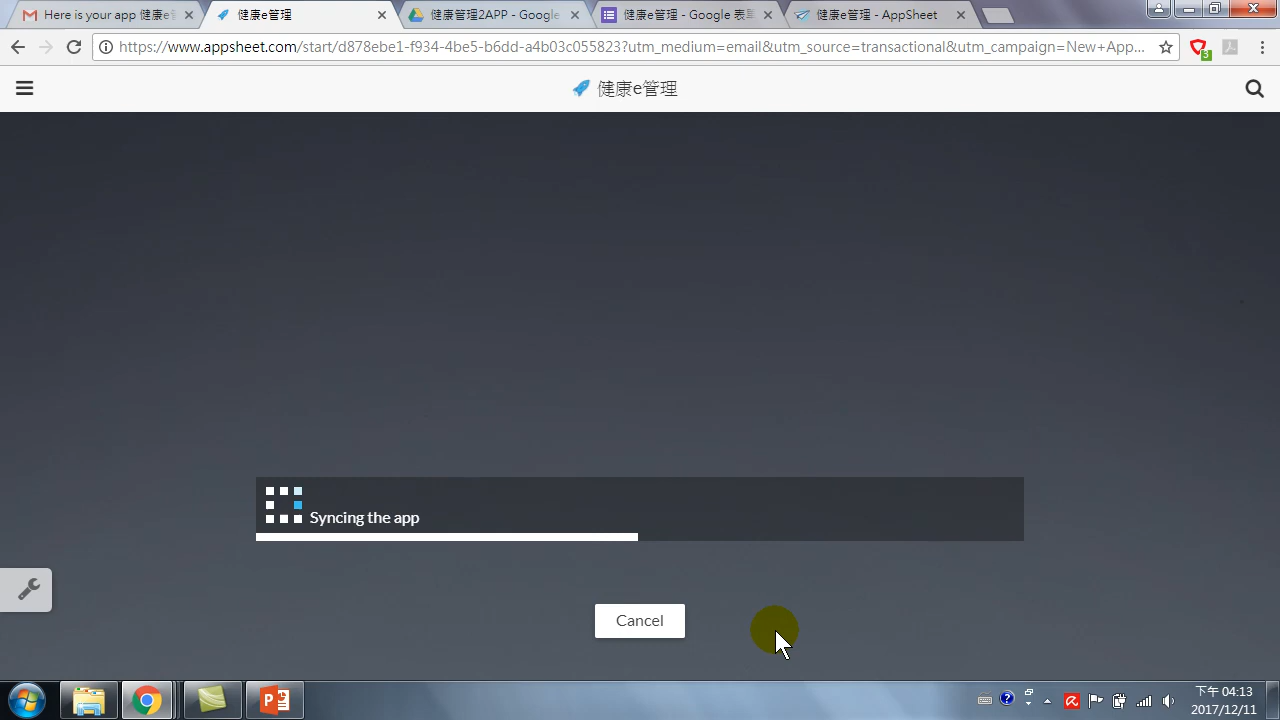 Here is your app 健康e管
健康e管理
健康管理2APP - Google
健康e管理 - Google
健康e管理 - AppSheet
https://www.appsheet.com/start/d878ebe1-f934-4be5-bbdd-a4b03c055823?utm_medium=email&utm_source=transactional&utm_campaign=New+App...
3
健康e管理
Syncing the app
Cancel
下午 04:13
2017/12/11